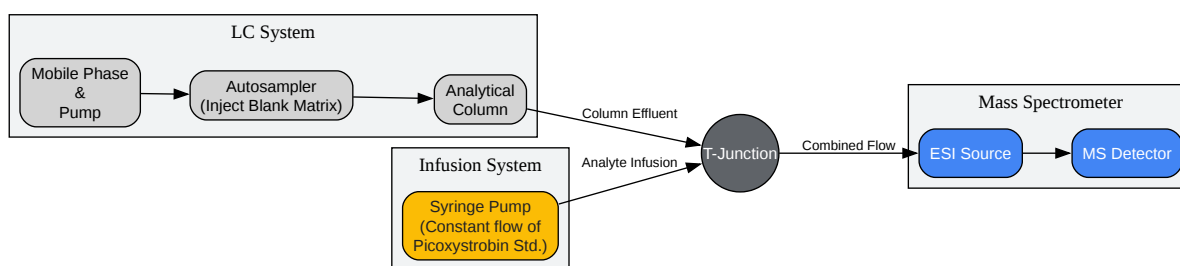 LC System
Mobile Phase
&
Pump
Autosampler
(Inject Blank Matrix)
Analytical
Column
Column Effluent
Infusion System
Syringe Pump
(Constant flow of
Picoxystrobin Std.)
Analyte Infusion
T-Junction
Combined Flow
Mass Spectrometer
ESI Source
MS Detector